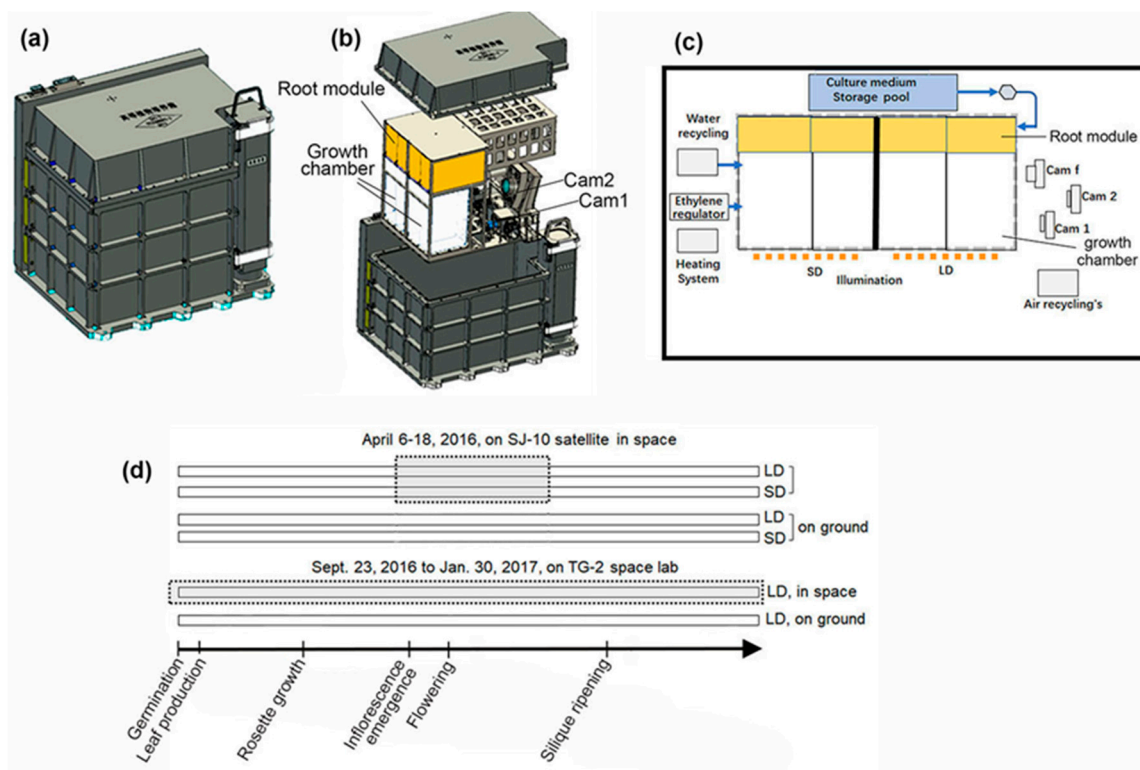 (a)
(b)
Root module
Growth
chamber
Cam2
Cam1
(c)
Culture medium
Storage pool
Water
recycling
Root module
Cam f
Ethylene
regulator
Cam 2
Cam 1
growth
chamber
Heating
System
SD
Illumination
LD
Air recycling's
(d)
April 6-18, 2016, on SJ-10 satellite in space
LD
SD
LD
SD
on ground
Sept. 23, 2016 to Jan. 30, 2017, on TG-2 space lab
LD, in space
LD, on ground
Germination
Leaf production
Rosette growth
Inflorescence
emergence
Flowering
Silique ripening